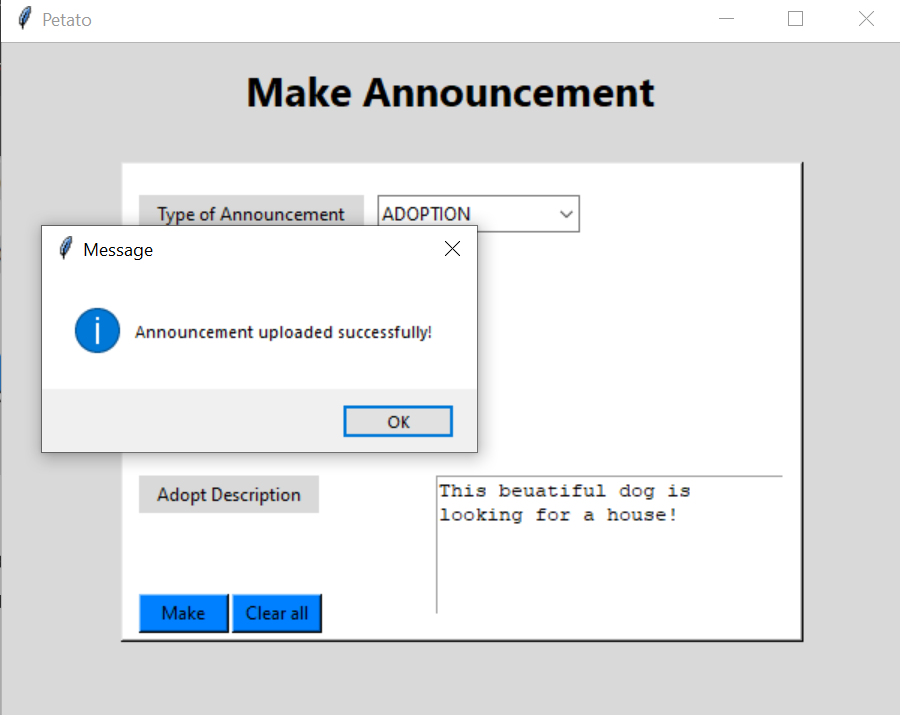 Petato
Make Announcement
Type of Announcement
ADOPTION
Message
Announcement uploaded successfully!
OK
Adopt Description
This beuatiful dog is
looking for a house!
Make
Clear all